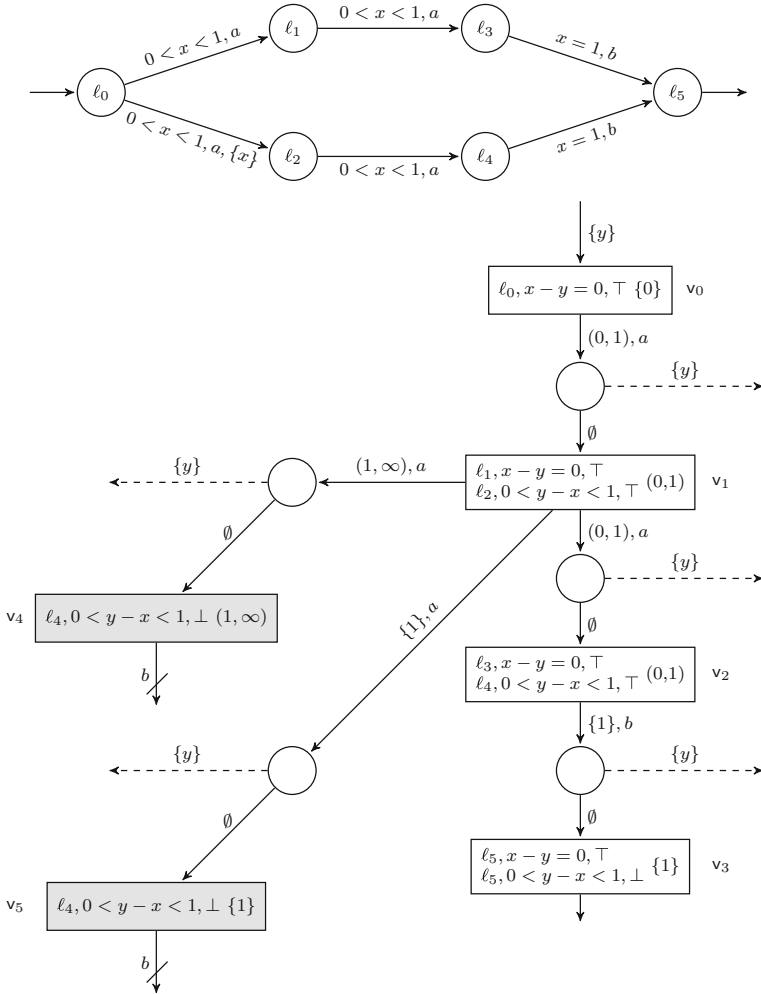 ℓ₁
ℓ₃
0 < x < 1, a
0 < x < 1, a
x = 1, b
ℓ₀
ℓ₅
0 < x < 1, a, {x}
0 < x < 1, a
x = 1, b
ℓ₂
ℓ₄
{y}
ℓ₀, x − y = 0, ⊤ {0}
v₀
(0, 1), a
{y}
∅
{y}
(1, ∞), a
ℓ₁, x − y = 0, ⊤
ℓ₂, 0 < y − x < 1, ⊤ (0,1)
v₁
∅
(0, 1), a
{y}
{1}, a
v₄
ℓ₄, 0 < y − x < 1, ⊥ (1, ∞)
b
∅
ℓ₃, x − y = 0, ⊤
ℓ₄, 0 < y − x < 1, ⊤ (0,1)
v₂
{1}, b
{y}
{y}
∅
∅
ℓ₅, x − y = 0, ⊤
ℓ₅, 0 < y − x < 1, ⊥ {1}
v₃
v₅
ℓ₄, 0 < y − x < 1, ⊥ {1}
b